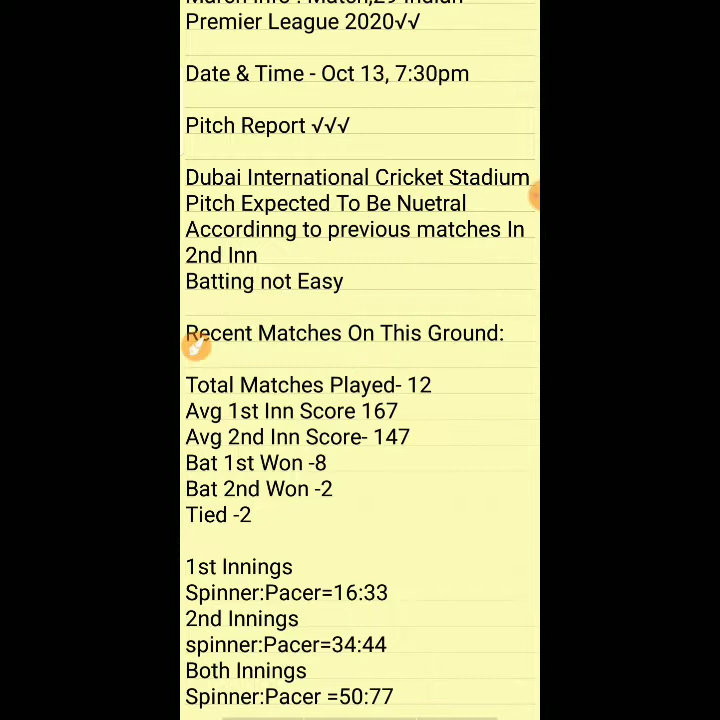 Premier League 2020√√
Date & Time - Oct 13, 7:30pm
Pitch Report √√√
Dubai International Cricket Stadium
Pitch Expected To Be Nuetral
Accordinng to previous matches In
2nd Inn
Batting not Easy
Recent Matches On This Ground:
Total Matches Played- 12
Avg 1st Inn Score 167
Avg 2nd Inn Score- 147
Bat 1st Won -8
Bat 2nd Won -2
Tied -2
1st Innings
Spinner:Pacer=16:33
2nd Innings
spinner:Pacer=34:44
Both Innings
Spinner:Pacer =50:77